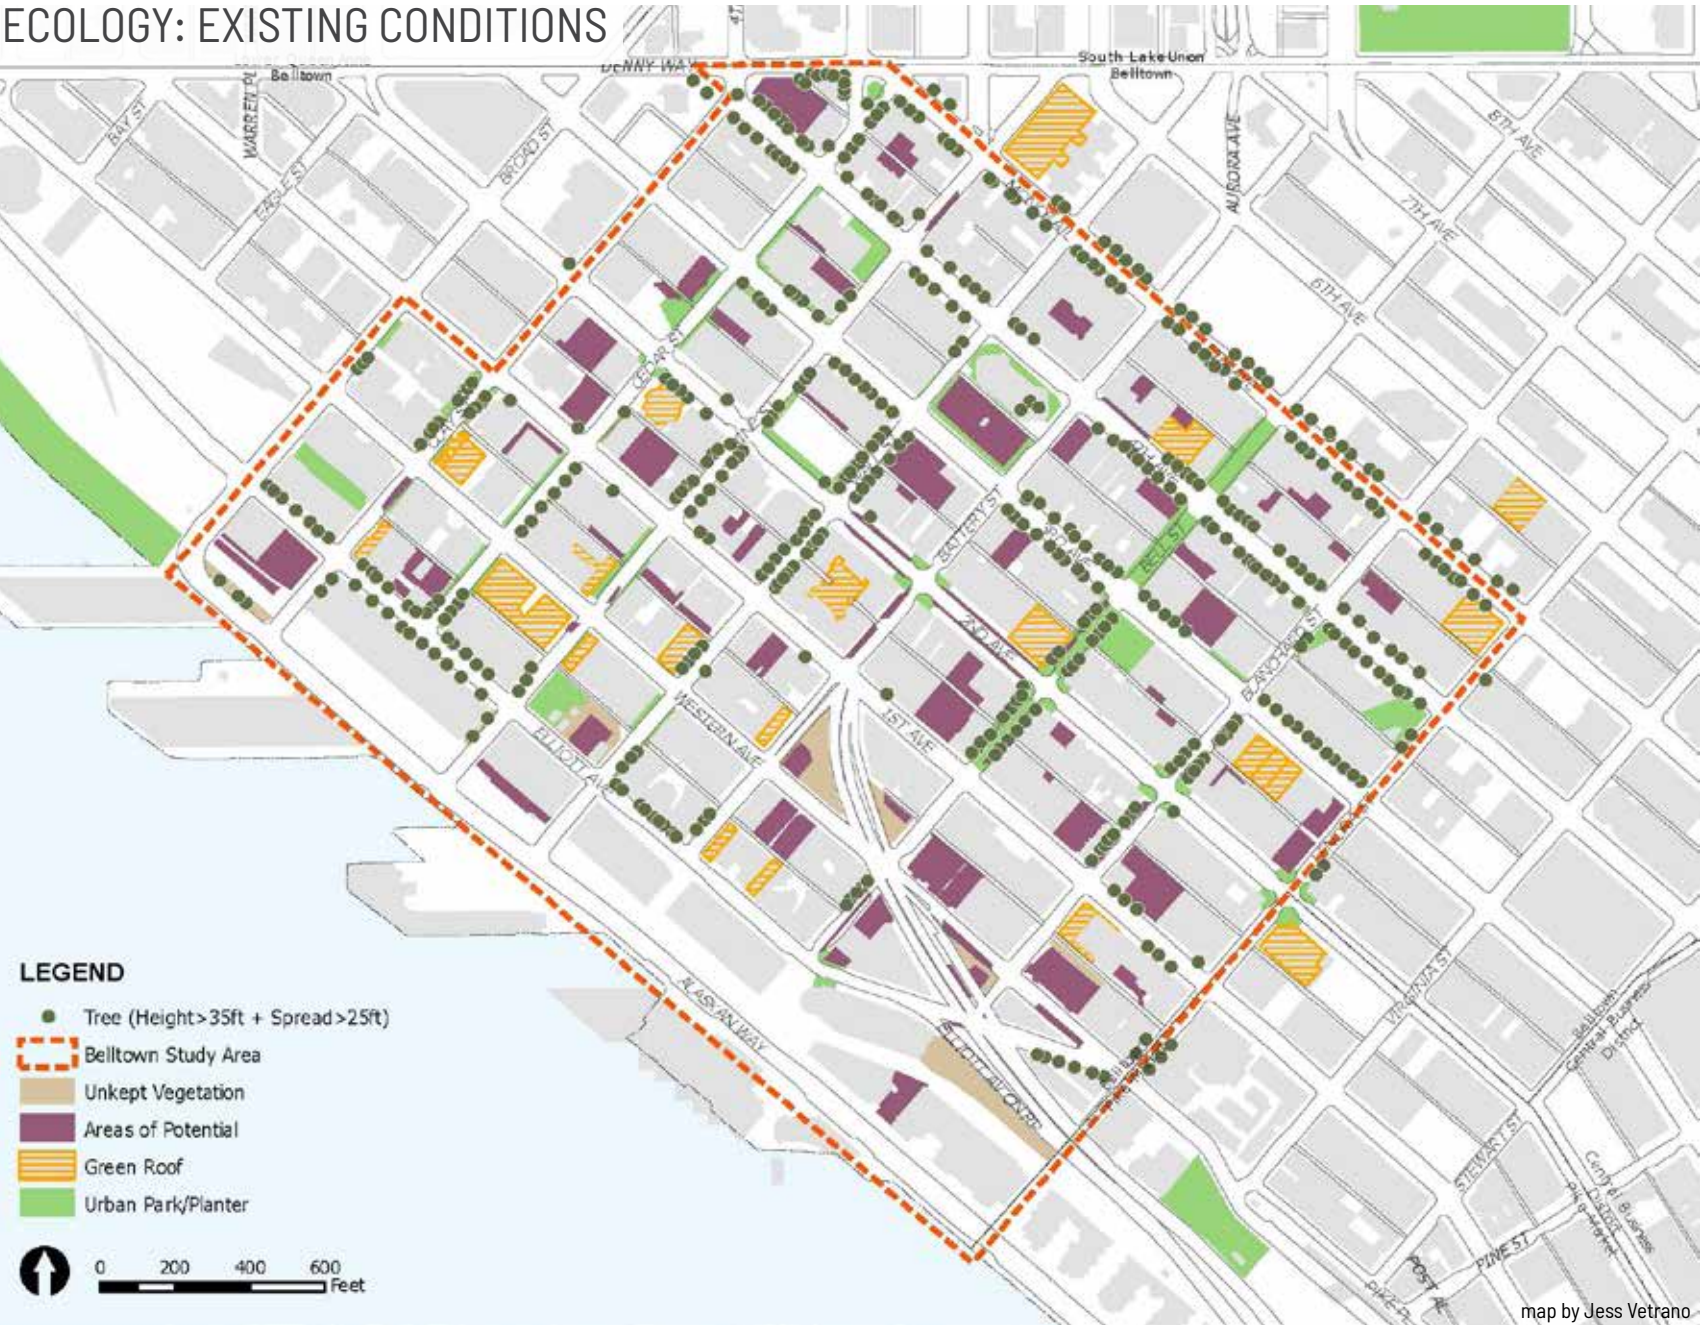 ECOLOGY: EXISTING CONDITIONS
Belltown
DENNY WAY
South Lake Union
Belltown
WARREN PL
BAY ST
EAGLE ST
BROAD ST
AURORA AVE
8TH AVE
7TH AVE
6TH AVE
CEDAR ST
BATTERY ST
BELL ST
2ND AVE
BLANCHARD
1ST AVE
WESTERN AVE
ELLIOTT AVE
ALASKAN WAY
ELLIOTT AV ONRP
VIRGINIA ST
STEWART ST
PINE ST
POST AL
PIKE PL
Belltown
Central Business
District
Central Business
District
Pike Market
LEGEND
Tree (Height>35ft + Spread>25ft)
Belltown Study Area
Unkept Vegetation
Areas of Potential
Green Roof
Urban Park/Planter
0 200 400 600
Feet
map by Jess Vetrano